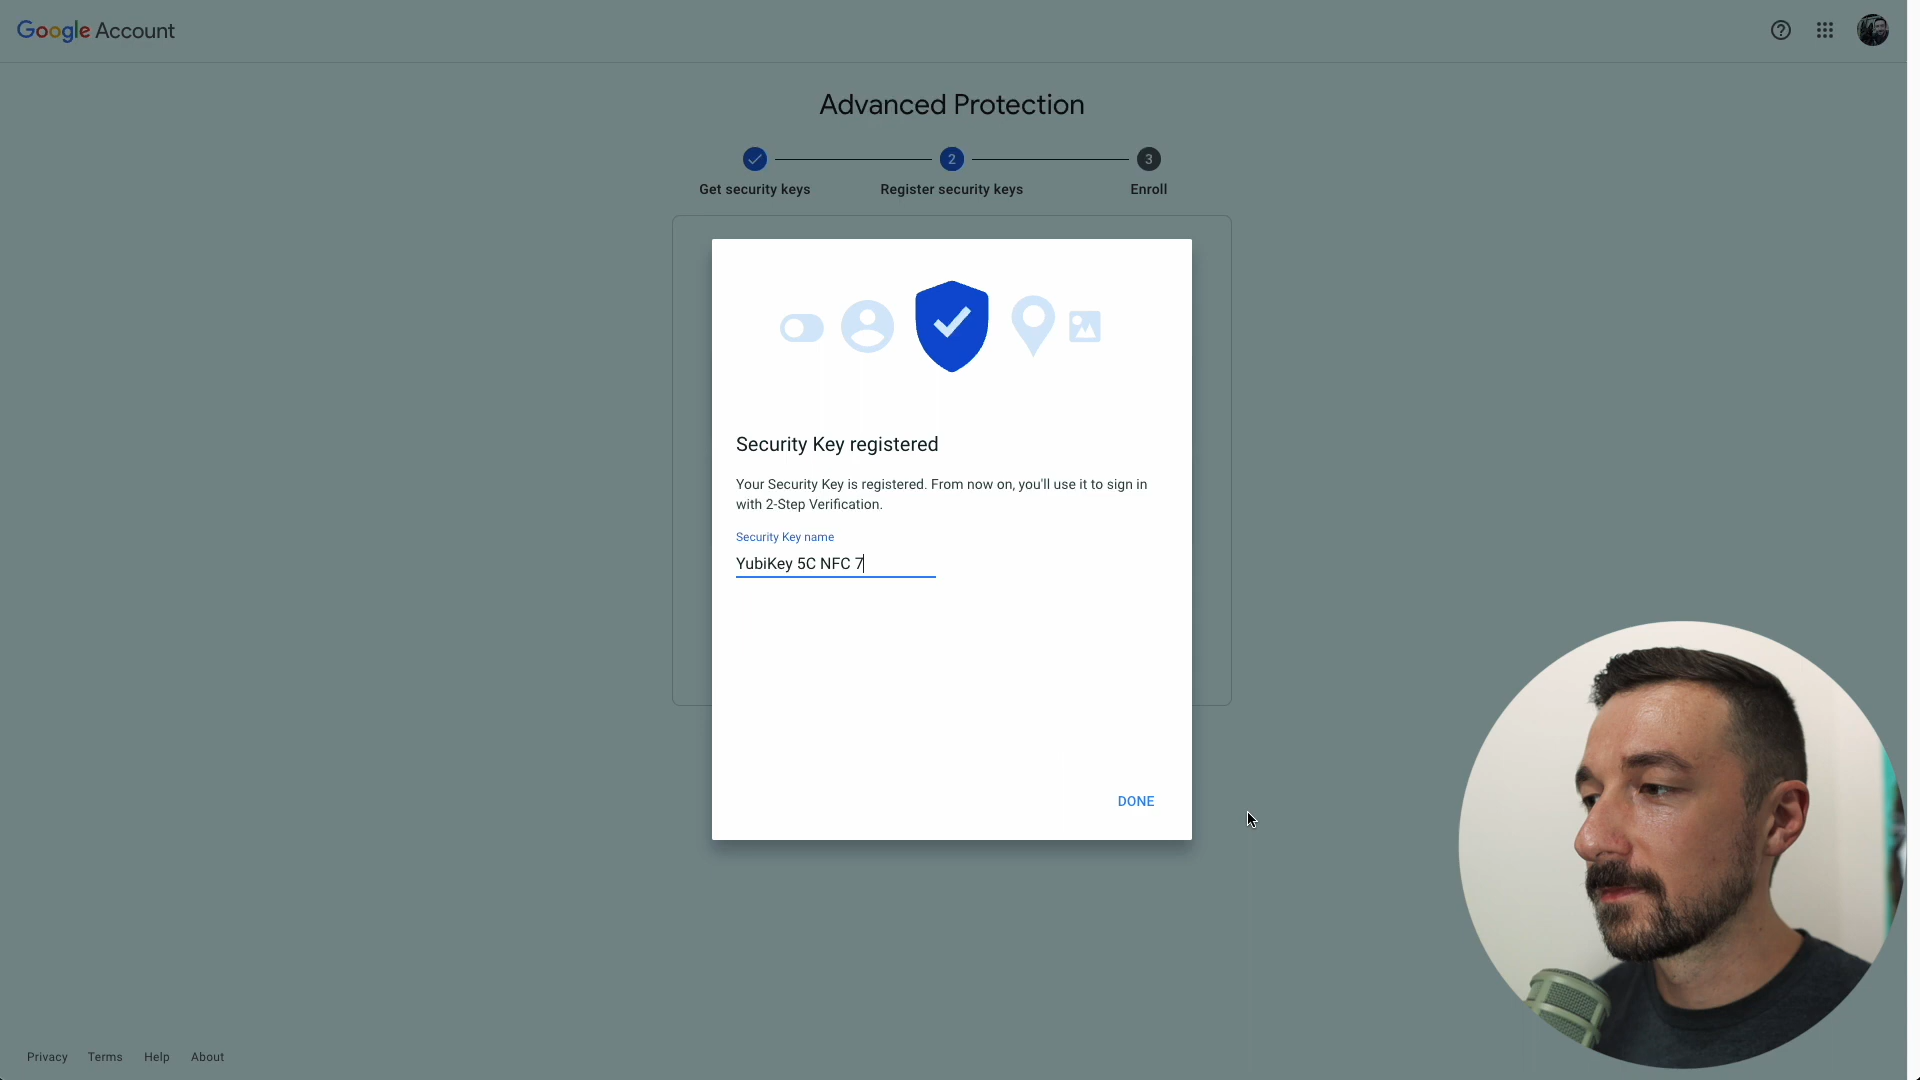 Google Account
Advanced Protection
2
3
Get security keys
Register security keys
Enroll
Security Key registered
Your Security Key is registered. From now on, you'll use it to sign in
with 2-Step Verification.
Security Key name
YubiKey 5C NFC 7
DONE
Privacy
Terms
Help
About